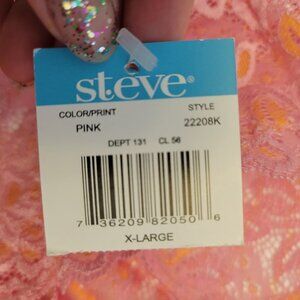 steve®
COLOR/PRINT STYLE
PINK 22208K
DEPT 131 CL 56
7 36209 82050 6
X-LARGE